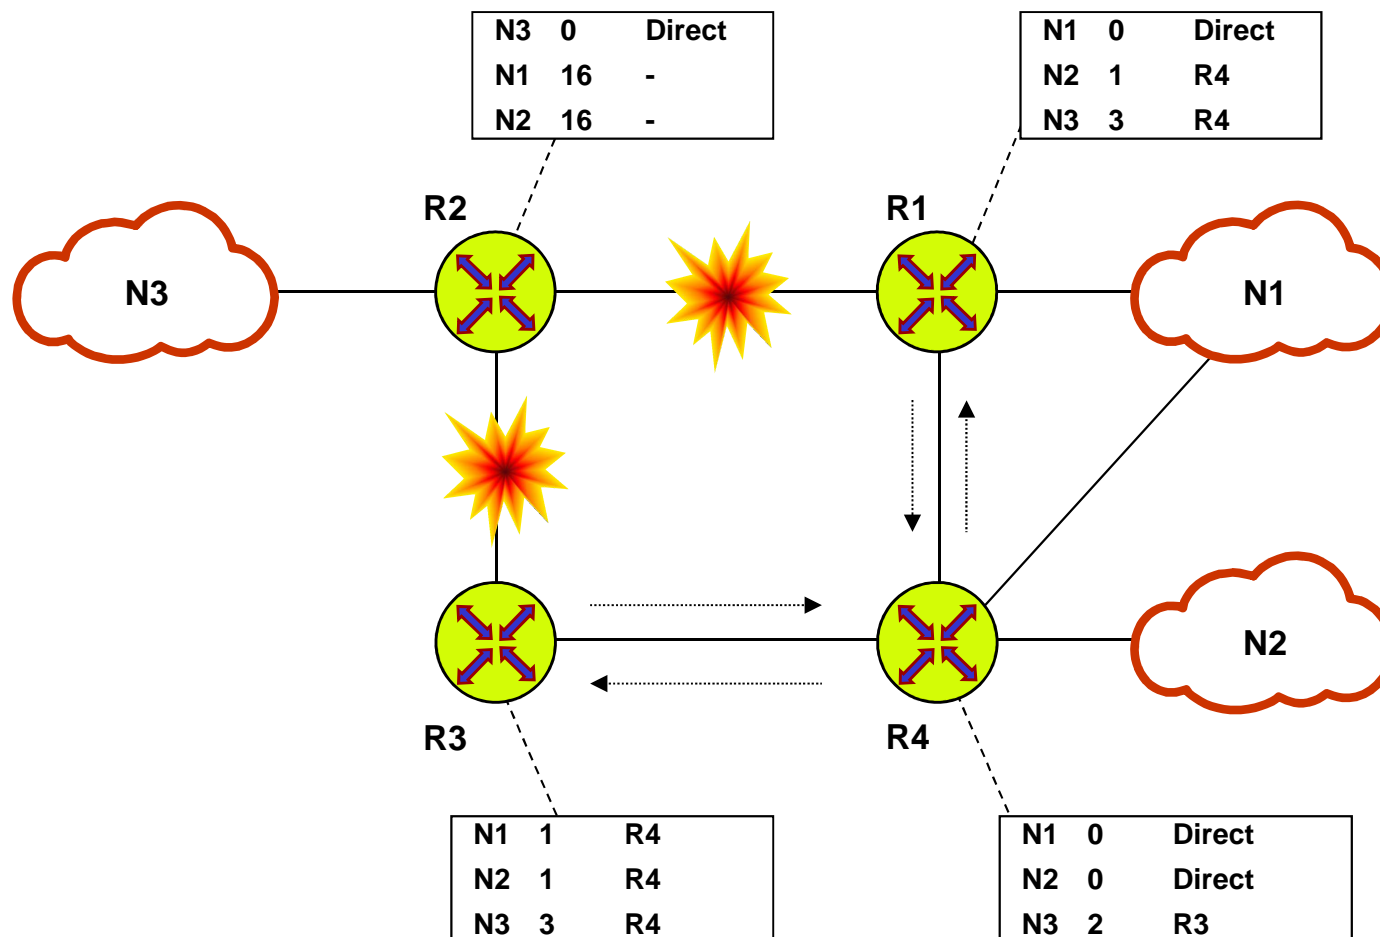 N3 0 Direct
N1 16 -
N2 16 -
N1 0 Direct
N2 1 R4
N3 3 R4
R2
R1
N3
N1
N2
R3
R4
N1 1 R4
N2 1 R4
N3 3 R4
N1 0 Direct
N2 0 Direct
N3 2 R3